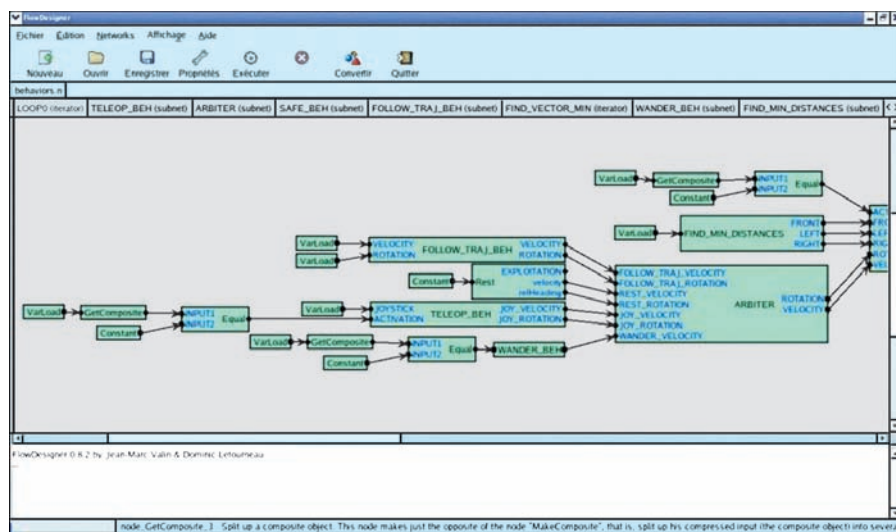 FlowDesigner
Fichier Édition Networks Affichage Aide
Nouveau Ouvrir Enregistrer Propriétés Exécuter Convertir Quitter
behaviors.n
LOOP0 (iterator) TELEOP_BEH (subnet) ARBITER (subnet) SAFE_BEH (subnet) FOLLOW_TRAJ_BEH (subnet) FIND_VECTOR_MIN (iterator) WANDER_BEH (subnet) FIND_MIN_DISTANCES (subnet)
VarLoad GetComposite INPUT1 Equal
Constant INPUT2
VarLoad FIND_MIN_DISTANCES FRONT
LEFT
RIGHT
VarLoad VELOCITY FOLLOW_TRAJ_BEH VELOCITY
VarLoad ROTATION ROTATION
Constant Rest EXPLOITATION
velocity
relHeading
VarLoad JOYSTICK TELEOP_BEH JOY_VELOCITY
ACTIVATION JOY_ROTATION
VarLoad GetComposite INPUT1 Equal
Constant INPUT2
VarLoad GetComposite INPUT1 Equal WANDER_BEH
Constant INPUT2
FOLLOW_TRAJ_VELOCITY
FOLLOW_TRAJ_ROTATION
REST_VELOCITY
REST_ROTATION
JOY_VELOCITY
JOY_ROTATION
WANDER_VELOCITY
ARBITER
ROTATION
VELOCITY
FlowDesigner 0.8.2 by Jean-Marc Valin & Dominic Letourneau
node_GetComposite_3 Split up a composite object. This node makes just the opposite of the node "MakeComposite", that is, split up his compressed input (the composite object) into sever